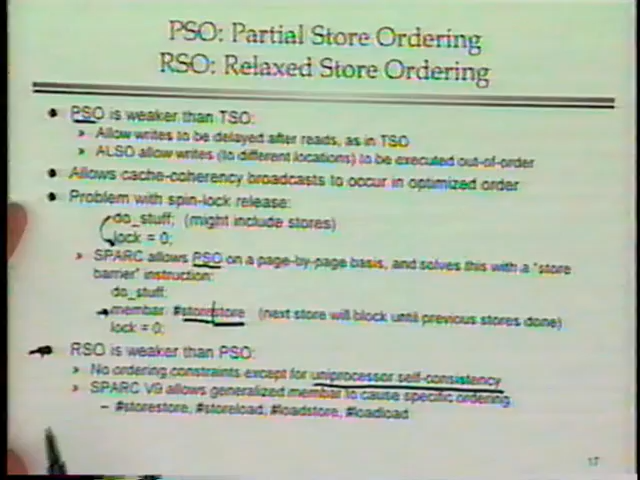 PSO: Partial Store Ordering
RSO: Relaxed Store Ordering
PSO is weaker than TSO:
Allow writes to be delayed after reads, as in TSO
ALSO allow writes (to different locations) to be executed out-of-order
Allows cache-coherency broadcasts to occur in optimized order
Problem with spin-lock release:
do_stuff; (might include stores)
lock = 0;
SPARC allows PSO on a page-by-page basis, and solves this with a "store
barrier" instruction:
do_stuff;
membar #storestore (next store will block until previous stores done)
lock = 0;
RSO is weaker than PSO:
No ordering constraints except for uniprocessor self-consistency
SPARC V9 allows generalized membar to cause specific ordering
– #storestore, #storeload, #loadstore, #loadload
17